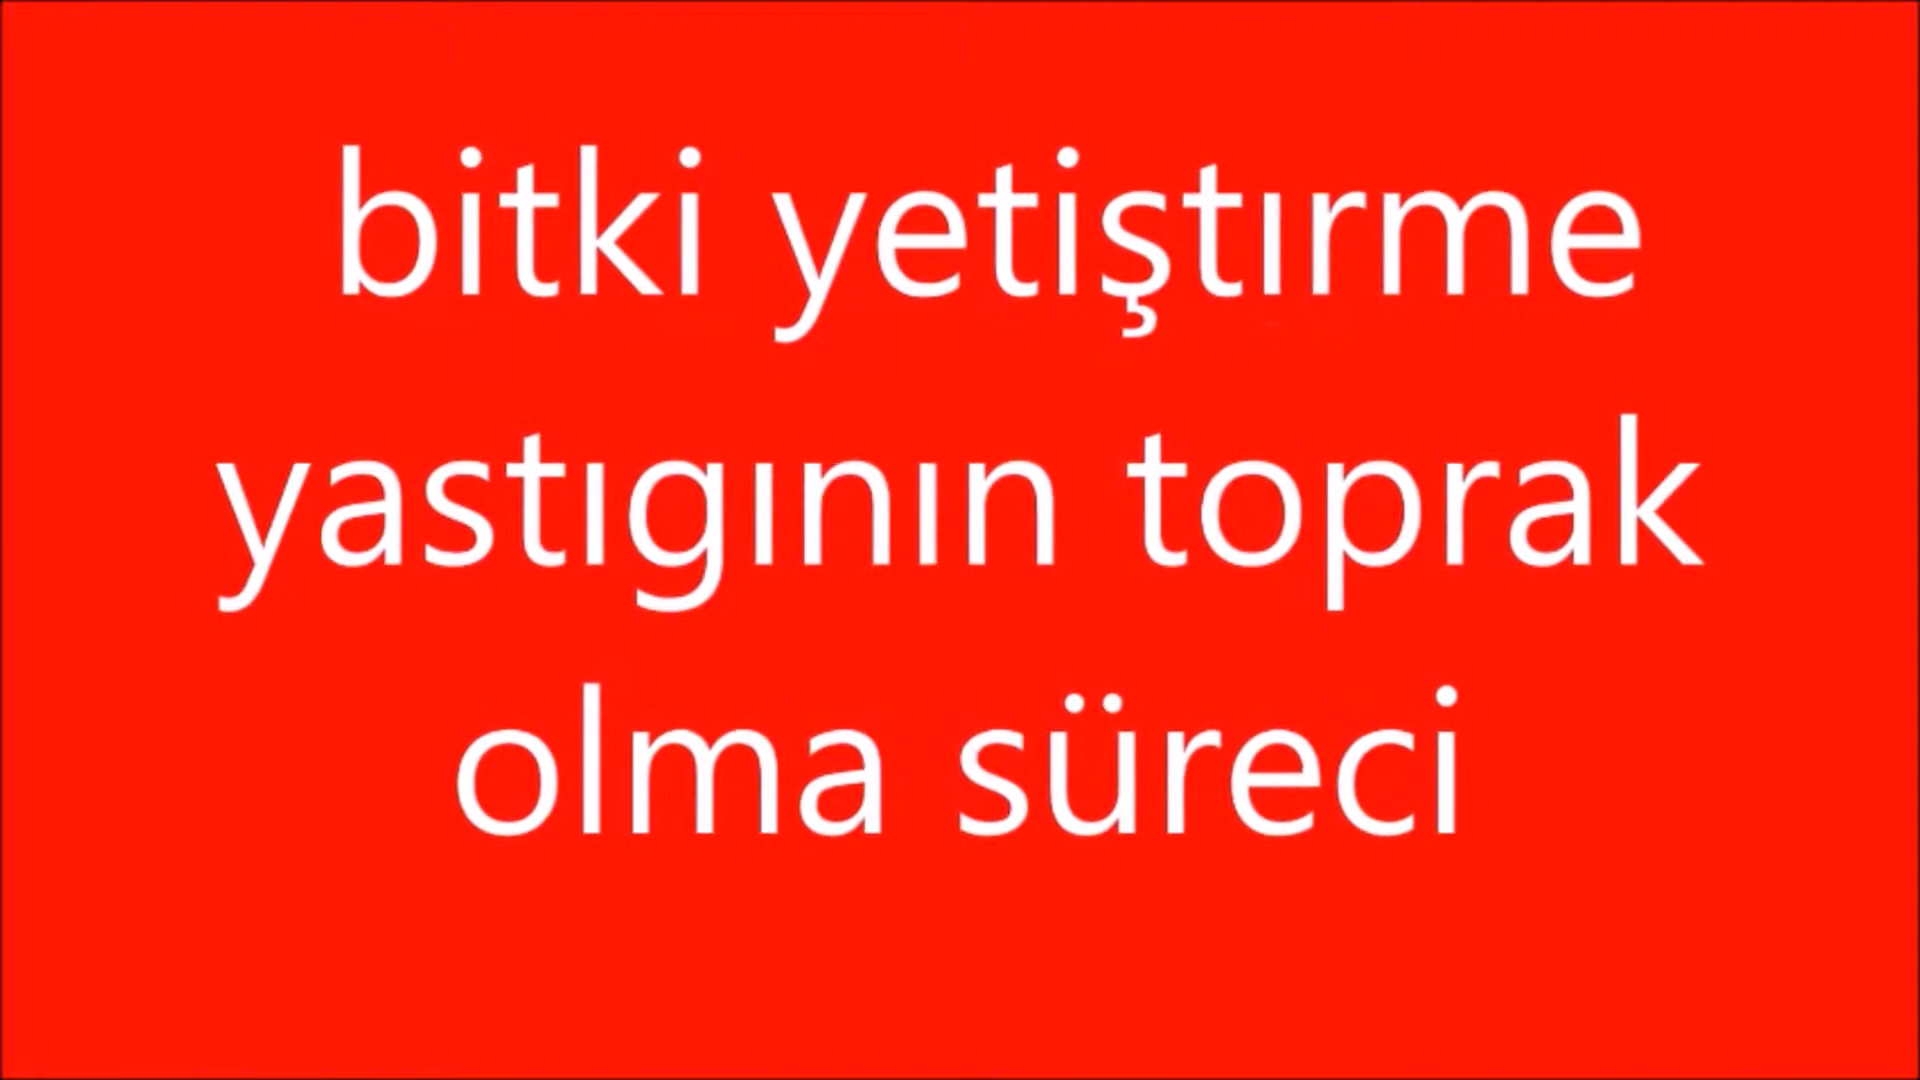 bitki yetiştırme
yastıgının toprak
olma süreci